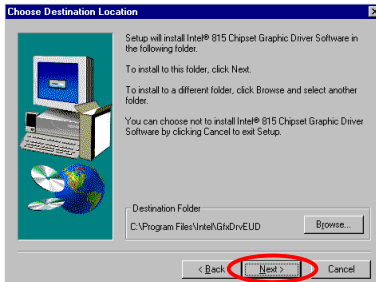 Choose Destination Location
Setup will install Intel® 815 Chipset Graphic Driver Software in
the following folder.
To install to this folder, click Next.
To install to a different folder, click Browse and select another
folder.
You can choose not to install Intel® 815 Chipset Graphic Driver
Software by clicking Cancel to exit Setup.
Destination Folder
C:\Program Files\Intel\GfxDrvEUD
Browse...
< Back
Next >
Cancel